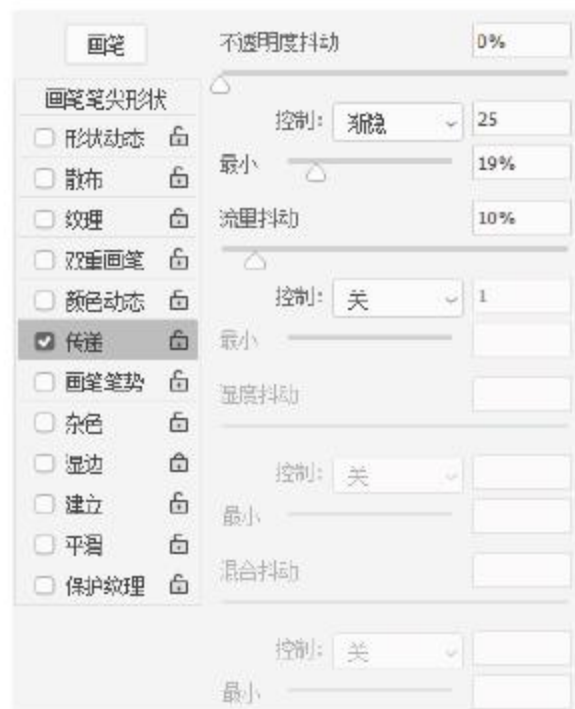 画笔
画笔笔尖形状
形状动态
散布
纹理
双重画笔
颜色动态
传递
画笔笔势
杂色
湿边
建立
平滑
保护纹理
不透明度抖动 0%
控制: 渐隐 25
最小 19%
流里抖动 10%
控制: 关 1
最小
湿度抖动
控制: 关
最小
混合抖动
控制: 关
最小